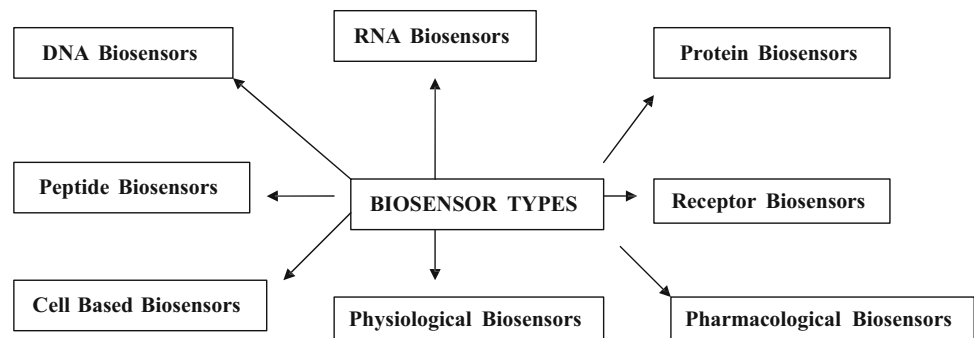 RNA Biosensors
DNA Biosensors
Protein Biosensors
Peptide Biosensors
BIOSENSOR TYPES
Receptor Biosensors
Cell Based Biosensors
Physiological Biosensors
Pharmacological Biosensors